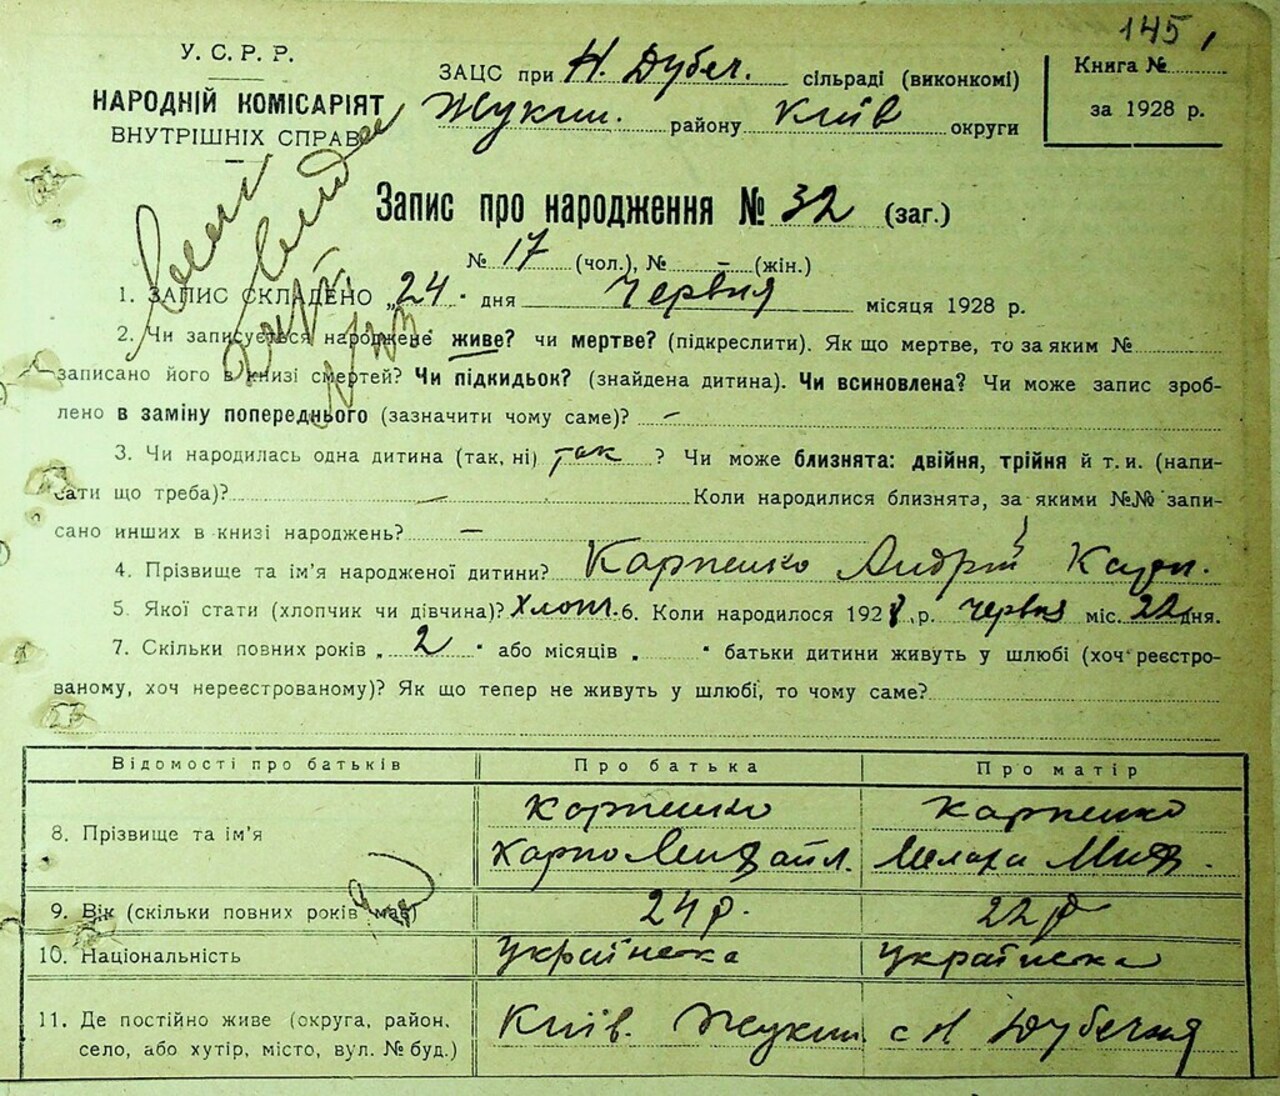 145
У. С. Р. Р.
НАРОДНІЙ КОМІСАРІЯТ
ВНУТРІШНІХ СПРАВ
ЗАЦС при Н. Дубеч. сільраді (виконкомі)
Жукин. району Київ округи
Книга №
за 1928 р.
Запис про народження № 32 (заг.)
№ 17 (чол.), № - (жін.)
1. ЗАПИС СКЛАДЕНО „24" дня Червня місяця 1928 р.
2. Чи записується народжене живе? чи мертве? (підкреслити). Як що мертве, то за яким №
записано його в книзі смертей? Чи підкидьок? (знайдена дитина). Чи всиновлена? Чи може запис зроб-
лено в заміну попереднього (зазначити чому саме)? —
3. Чи народилась одна дитина (так, ні) так ? Чи може близнята: двійня, трійня й т. и. (напи-
сати що треба)? — Коли народилися близнята, за якими №№ запи-
сано инших в книзі народжень? —
4. Прізвище та ім'я народженої дитини? Карпенко Андрій Карп.
5. Якої стати (хлопчик чи дівчина)? Хлопч. 6. Коли народилося 1928 р. червня міс. 22 дня.
7. Скільки повних років „ 2 " або місяців „ " батьки дитини живуть у шлюбі (хоч реєстро-
ваному, хоч нереєстрованому)? Як що тепер не живуть у шлюбі, то чому саме?
Відомості про батьків Про батька Про матір
8. Прізвище та ім'я Карпенко Карпенко
Карпо Михайл. Мих.
9. Вік (скільки повних років має) 24 р. 22 р
10. Національність Українська Українська
11. Де постійно живе (округа, район,
село, або хутір, місто, вул. № буд.) Київ. Жукин. с Н Дубечня